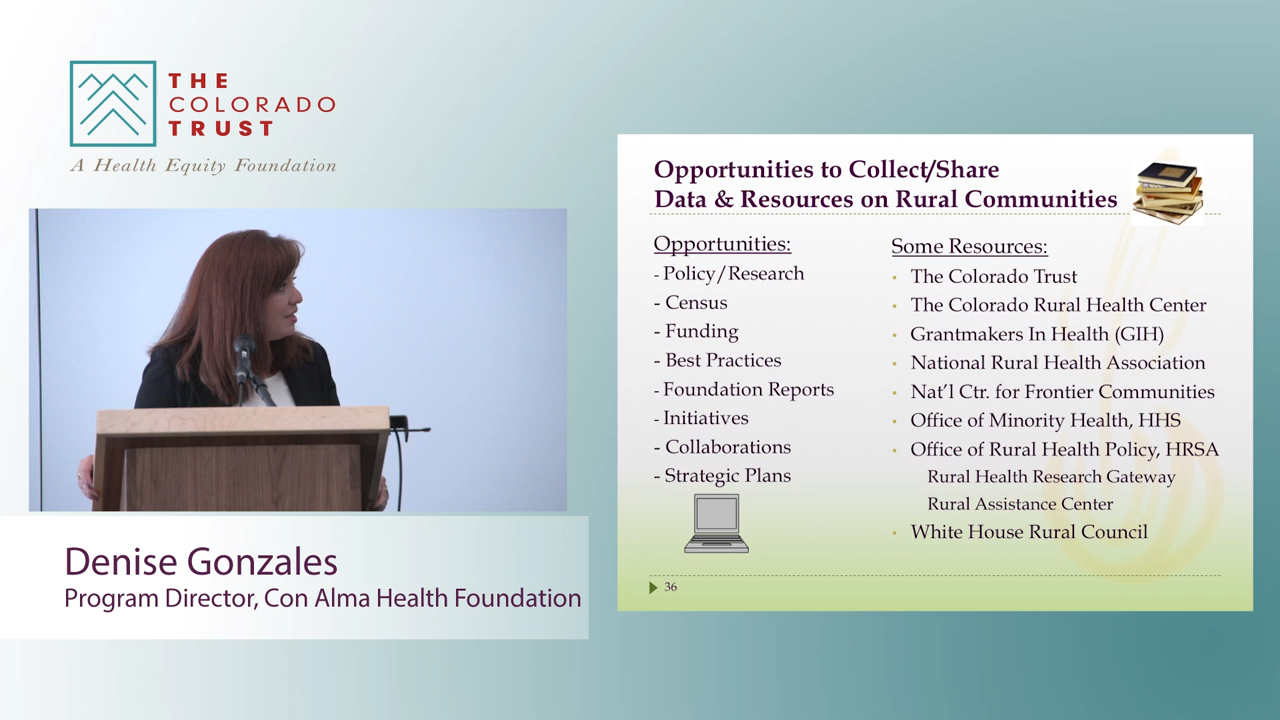 THE
COLORADO
TRUST
A Health Equity Foundation
Denise Gonzales
Program Director, Con Alma Health Foundation
Opportunities to Collect/Share
Data & Resources on Rural Communities
Opportunities:
- Policy/Research
- Census
- Funding
- Best Practices
- Foundation Reports
- Initiatives
- Collaborations
- Strategic Plans
Some Resources:
• The Colorado Trust
• The Colorado Rural Health Center
• Grantmakers In Health (GIH)
• National Rural Health Association
• Nat'l Ctr. for Frontier Communities
• Office of Minority Health, HHS
• Office of Rural Health Policy, HRSA
Rural Health Research Gateway
Rural Assistance Center
• White House Rural Council
36